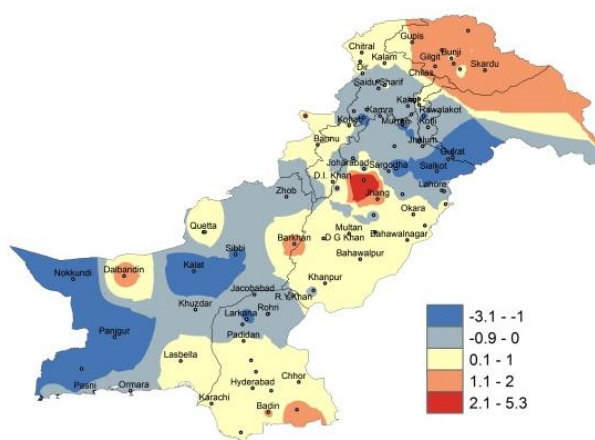 Chitral
Gupis
Kalam
Gilgit
Bunji
Skardu
Dir
Chilas
Saidu Sharif
Kakul
Kamra
Rawalakot
Kohat
Murree
Kotli
Bannu
Jhelum
Gujrat
Joharabad
Sargodha
Sialkot
D.I. Khan
Zhob
Lahore
Jhang
Okara
Quetta
Multan
Barkhan
D G Khan
Bahawalnagar
Sibbi
Bahawalpur
Nokkundi
Dalbandin
Kalat
Khanpur
Jacobabad
R.Y.Khan
Khuzdar
Larkana
Rohri
Panjgur
Padidan
Lasbella
Chhor
Pasni
Ormara
Hyderabad
Karachi
Badin
-3.1 - -1
-0.9 - 0
0.1 - 1
1.1 - 2
2.1 - 5.3